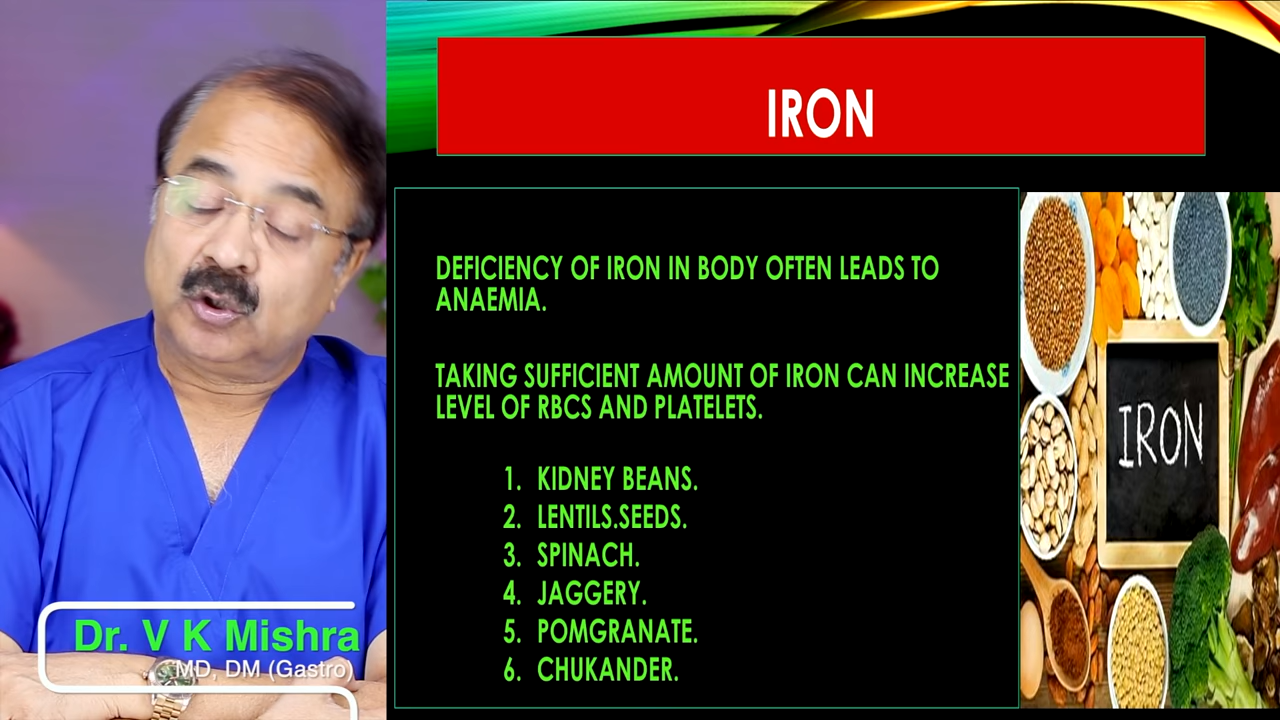 IRON
DEFICIENCY OF IRON IN BODY OFTEN LEADS TO
ANAEMIA.
TAKING SUFFICIENT AMOUNT OF IRON CAN INCREASE
LEVEL OF RBCS AND PLATELETS.
1. KIDNEY BEANS.
2. LENTILS.SEEDS.
3. SPINACH.
4. JAGGERY.
5. POMGRANATE.
6. CHUKANDER.
IRON
Dr. V K Mishra
MD, DM (Gastro)